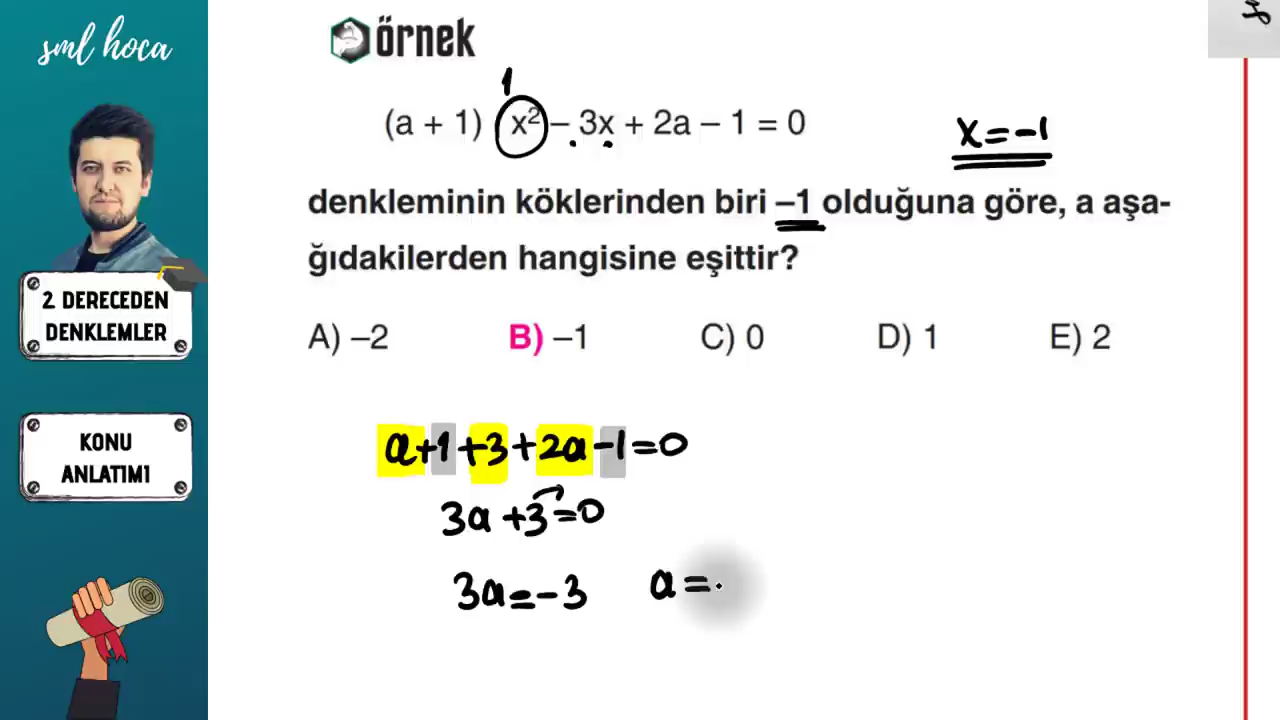 sml hoca
örnek
1
(a + 1) x² − 3x + 2a − 1 = 0
x=-1
denkleminin köklerinden biri –1 olduğuna göre, a aşa-
ğıdakilerden hangisine eşittir?
A) –2 B) –1 C) 0 D) 1 E) 2
2. DERECEDEN
DENKLEMLER
KONU
ANLATIMI
a+1+3+2a-1=0
3a+3=0
3a=-3 a=